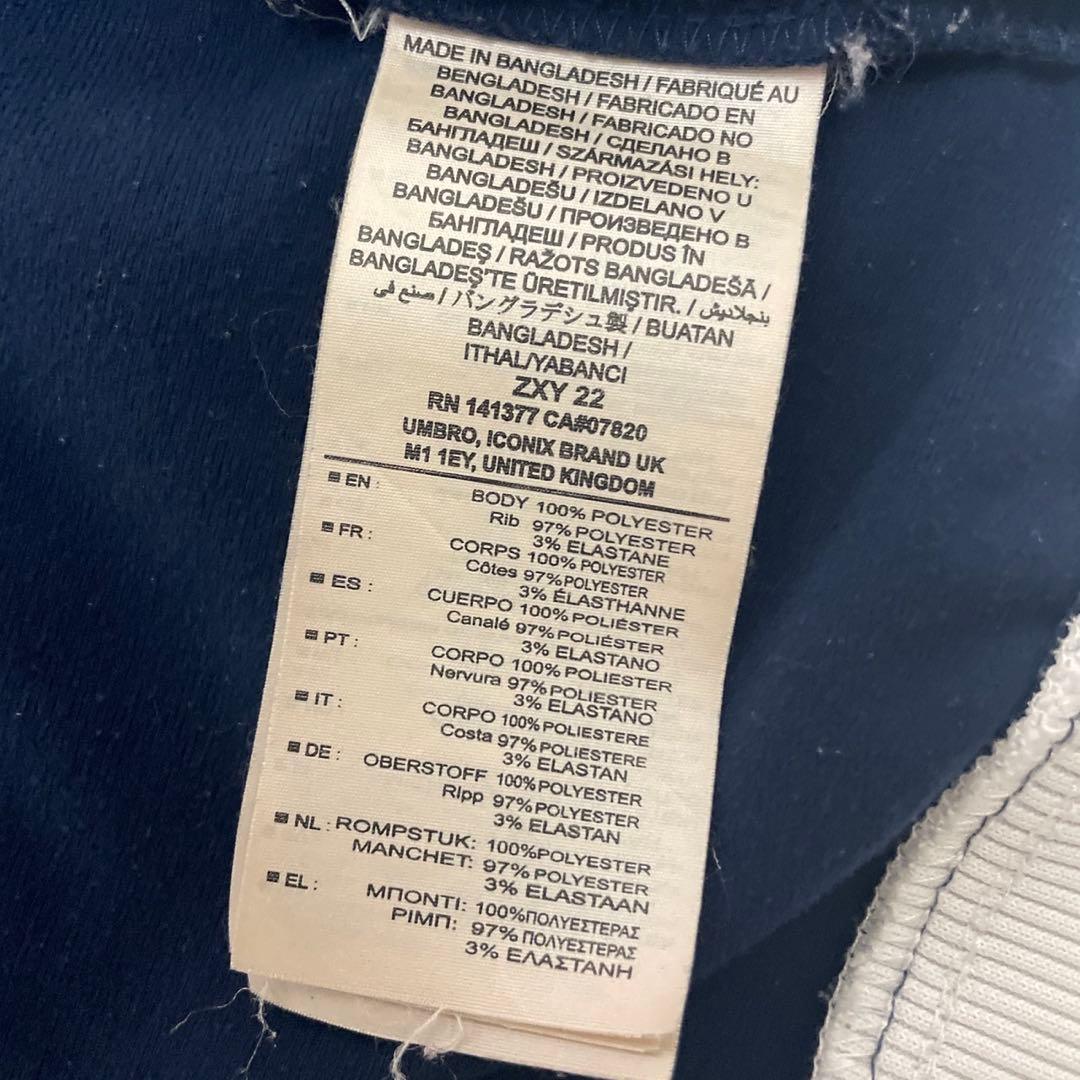 MADE IN BANGLADESH / FABRIQUÉ AU
BENGLADESH / FABRICADO EN
BANGLADESH / FABRICADO NO
BANGLADESH / СДЕЛАНО В
БАНГЛАДЕШ / SZÁRMAZÁSI HELY:
BANGLADESH / PROIZVEDENO U
BANGLADEŠU / IZDELANO V
BANGLADEŠU / ПРОИЗВЕДЕНО В
БАНГЛАДЕШ / PRODUS ÎN
BANGLADEŞ / RAŽOTS BANGLADEŠĀ /
BANGLADEŞ'TE ÜRETILMIŞTIR. / بنجلاديش
صنع في / バングラデシュ製 / BUATAN
BANGLADESH /
ITHAL/YABANCI
ZXY 22
RN 141377 CA#07820
UMBRO, ICONIX BRAND UK
M1 1EY, UNITED KINGDOM
EN : BODY 100% POLYESTER
Rib 97% POLYESTER
3% ELASTANE
FR : CORPS 100% POLYESTER
Côtes 97% POLYESTER
3% ÉLASTHANNE
ES : CUERPO 100% POLIÉSTER
Canalé 97% POLIÉSTER
3% ELASTANO
PT : CORPO 100% POLIESTER
Nervura 97% POLIESTER
3% ELASTANO
IT : CORPO 100% POLIESTERE
Costa 97% POLIESTERE
3% ELASTAN
DE : OBERSTOFF 100% POLYESTER
Ripp 97% POLYESTER
3% ELASTAN
NL : ROMPSTUK: 100% POLYESTER
MANCHET: 97% POLYESTER
3% ELASTAAN
EL : ΜΠΟΝΤΙ: 100% ΠΟΛΥΕΣΤΕΡΑΣ
ΡΙΜΠ: 97% ΠΟΛΥΕΣΤΕΡΑΣ
3% ΕΛΑΣΤΑΝΗ